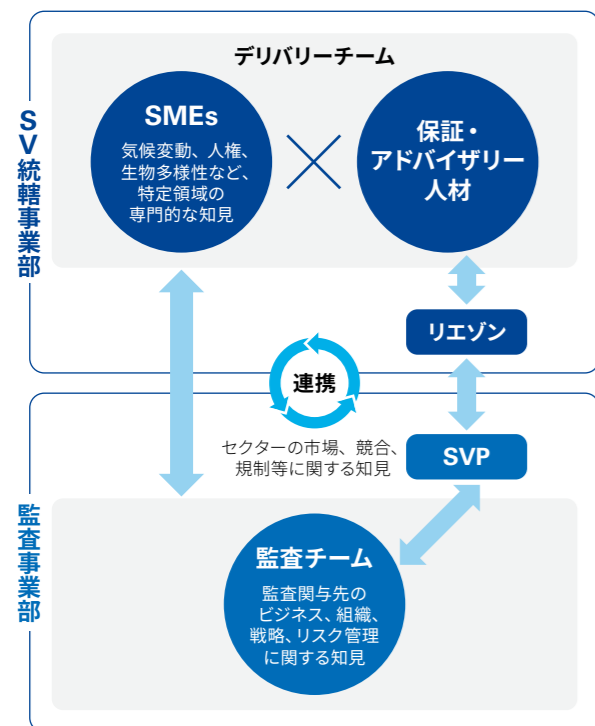 SV統轄事業部
デリバリーチーム
SMEs
気候変動、人権、
生物多様性など、
特定領域の
専門的な知見
保証・
アドバイザリー
人材
リエゾン
連携
セクターの市場、競合、
規制等に関する知見
SVP
監査事業部
監査チーム
監査関与先の
ビジネス、組織、
戦略、リスク管理
に関する知見